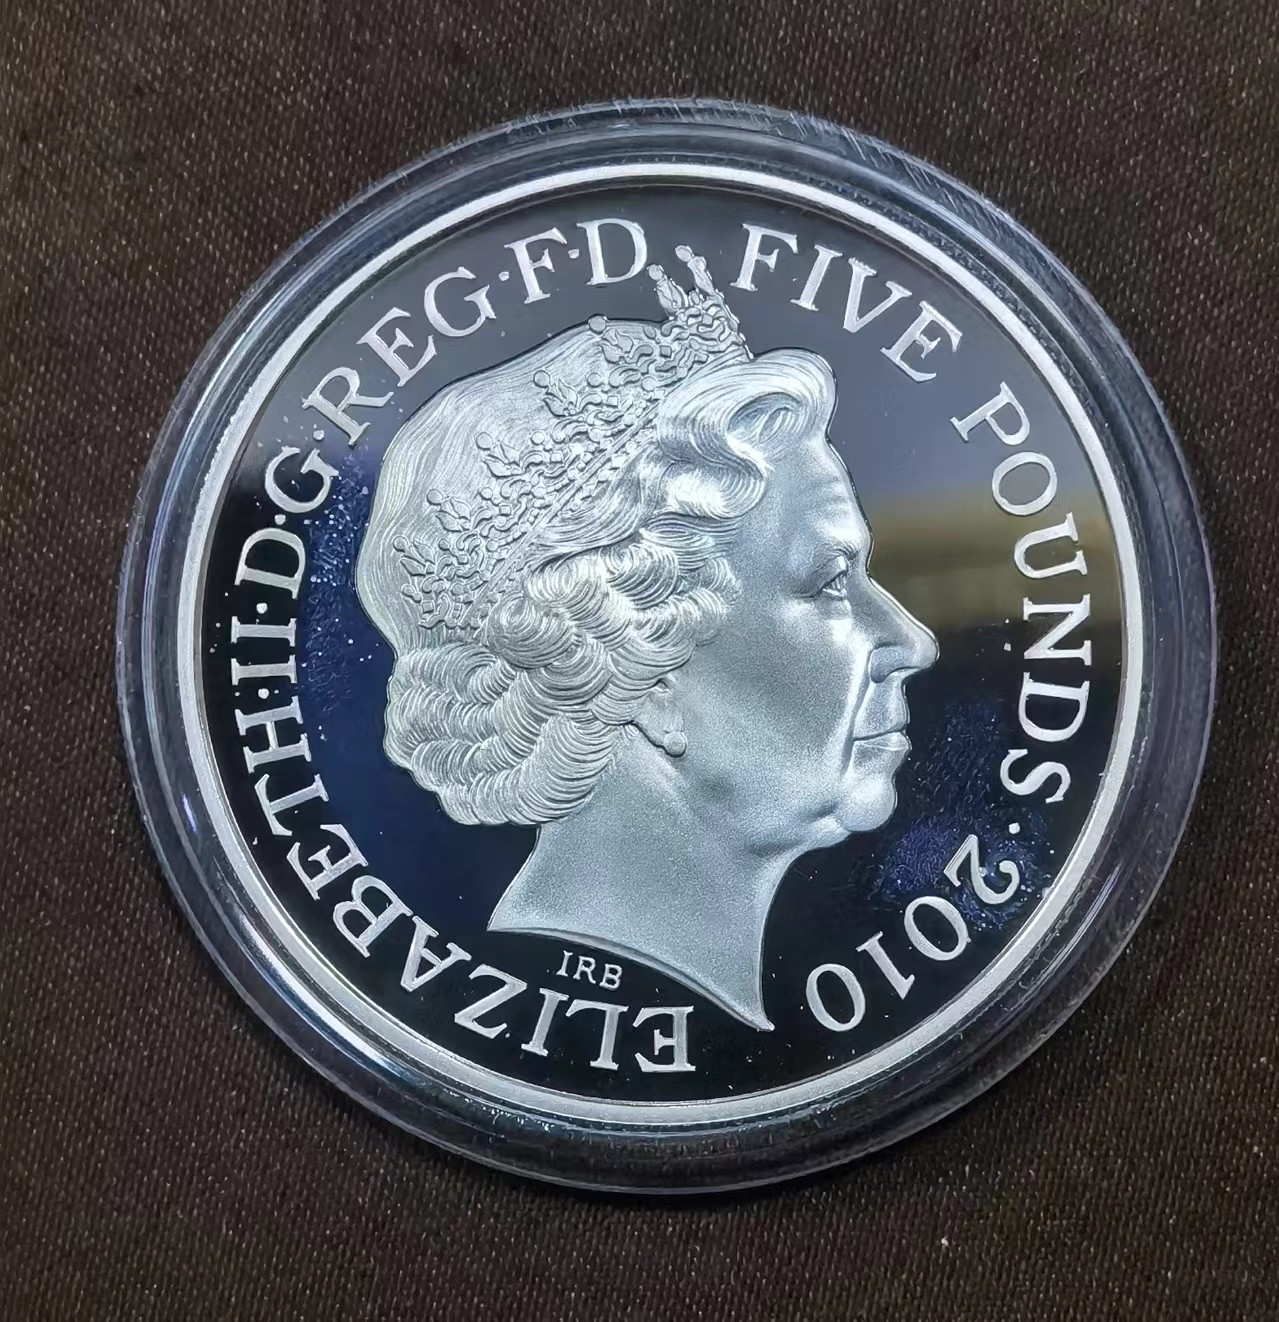 ELIZABETH·II·D·G·REG·F·D FIVE POUNDS·2010
IRB